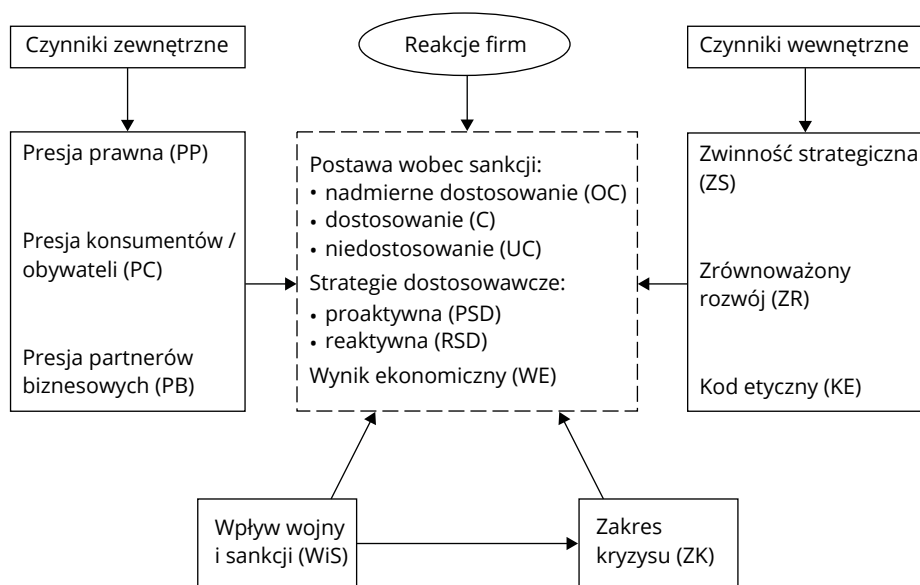 Czynniki zewnętrzne
Reakcje firm
Czynniki wewnętrzne
Presja prawna (PP)
Presja konsumentów /
obywateli (PC)
Presja partnerów
biznesowych (PB)
Postawa wobec sankcji:
• nadmierne dostosowanie (OC)
• dostosowanie (C)
• niedostosowanie (UC)
Strategie dostosowawcze:
• proaktywna (PSD)
• reaktywna (RSD)
Wynik ekonomiczny (WE)
Zwinność strategiczna
(ZS)
Zrównoważony
rozwój (ZR)
Kod etyczny (KE)
Wpływ wojny
i sankcji (WiS)
Zakres
kryzysu (ZK)